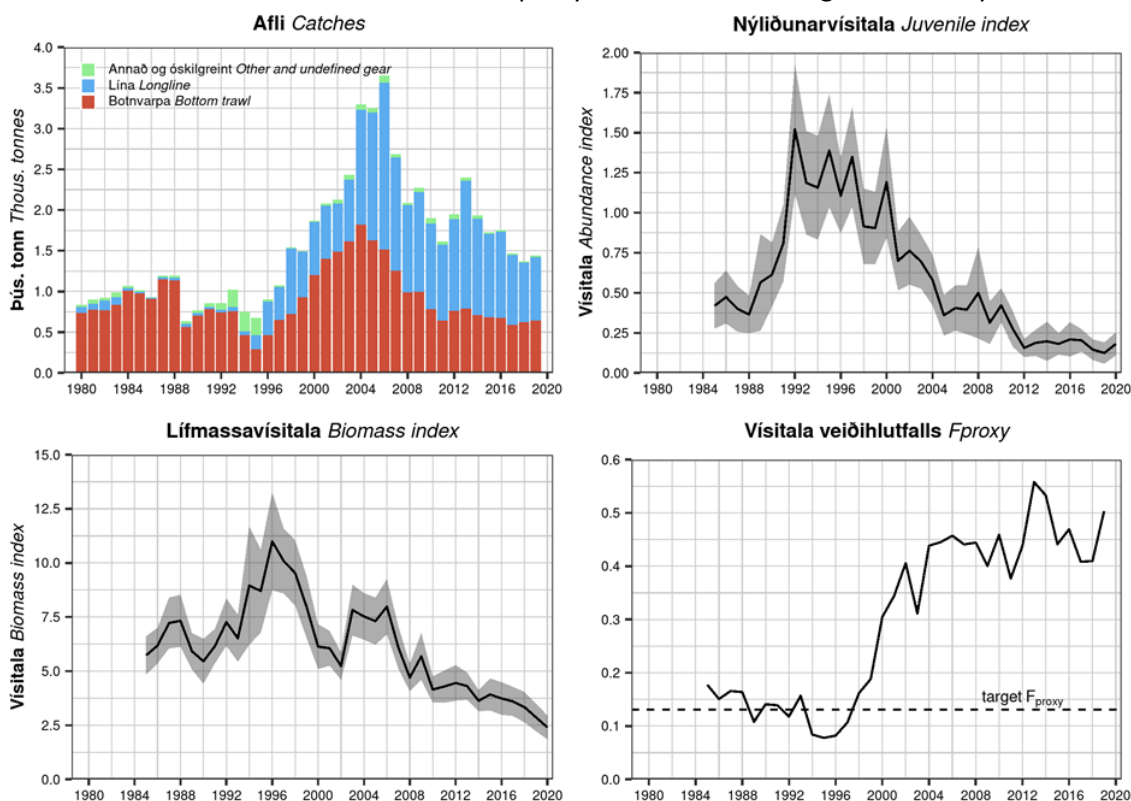 Afli Catches
Þús. tonn Thous. tonnes
4.0
3.5
3.0
2.5
2.0
1.5
1.0
0.5
0.0
Annað og óskilgreint Other and undefined gear
Lína Longline
Botnvarpa Bottom trawl
1980 1984 1988 1992 1996 2000 2004 2008 2012 2016 2020
Nýliðunarvísitala Juvenile index
Vísitala Abundance index
2.00
1.75
1.50
1.25
1.00
0.75
0.50
0.25
0.00
1980 1984 1988 1992 1996 2000 2004 2008 2012 2016 2020
Lífmassavísitala Biomass index
Vísitala Biomass index
15.0
12.5
10.0
7.5
5.0
2.5
0.0
1980 1984 1988 1992 1996 2000 2004 2008 2012 2016 2020
Vísitala veiðihlutfalls Fproxy
0.6
0.5
0.4
0.3
0.2
0.1
0.0
target Fproxy
1980 1984 1988 1992 1996 2000 2004 2008 2012 2016 2020